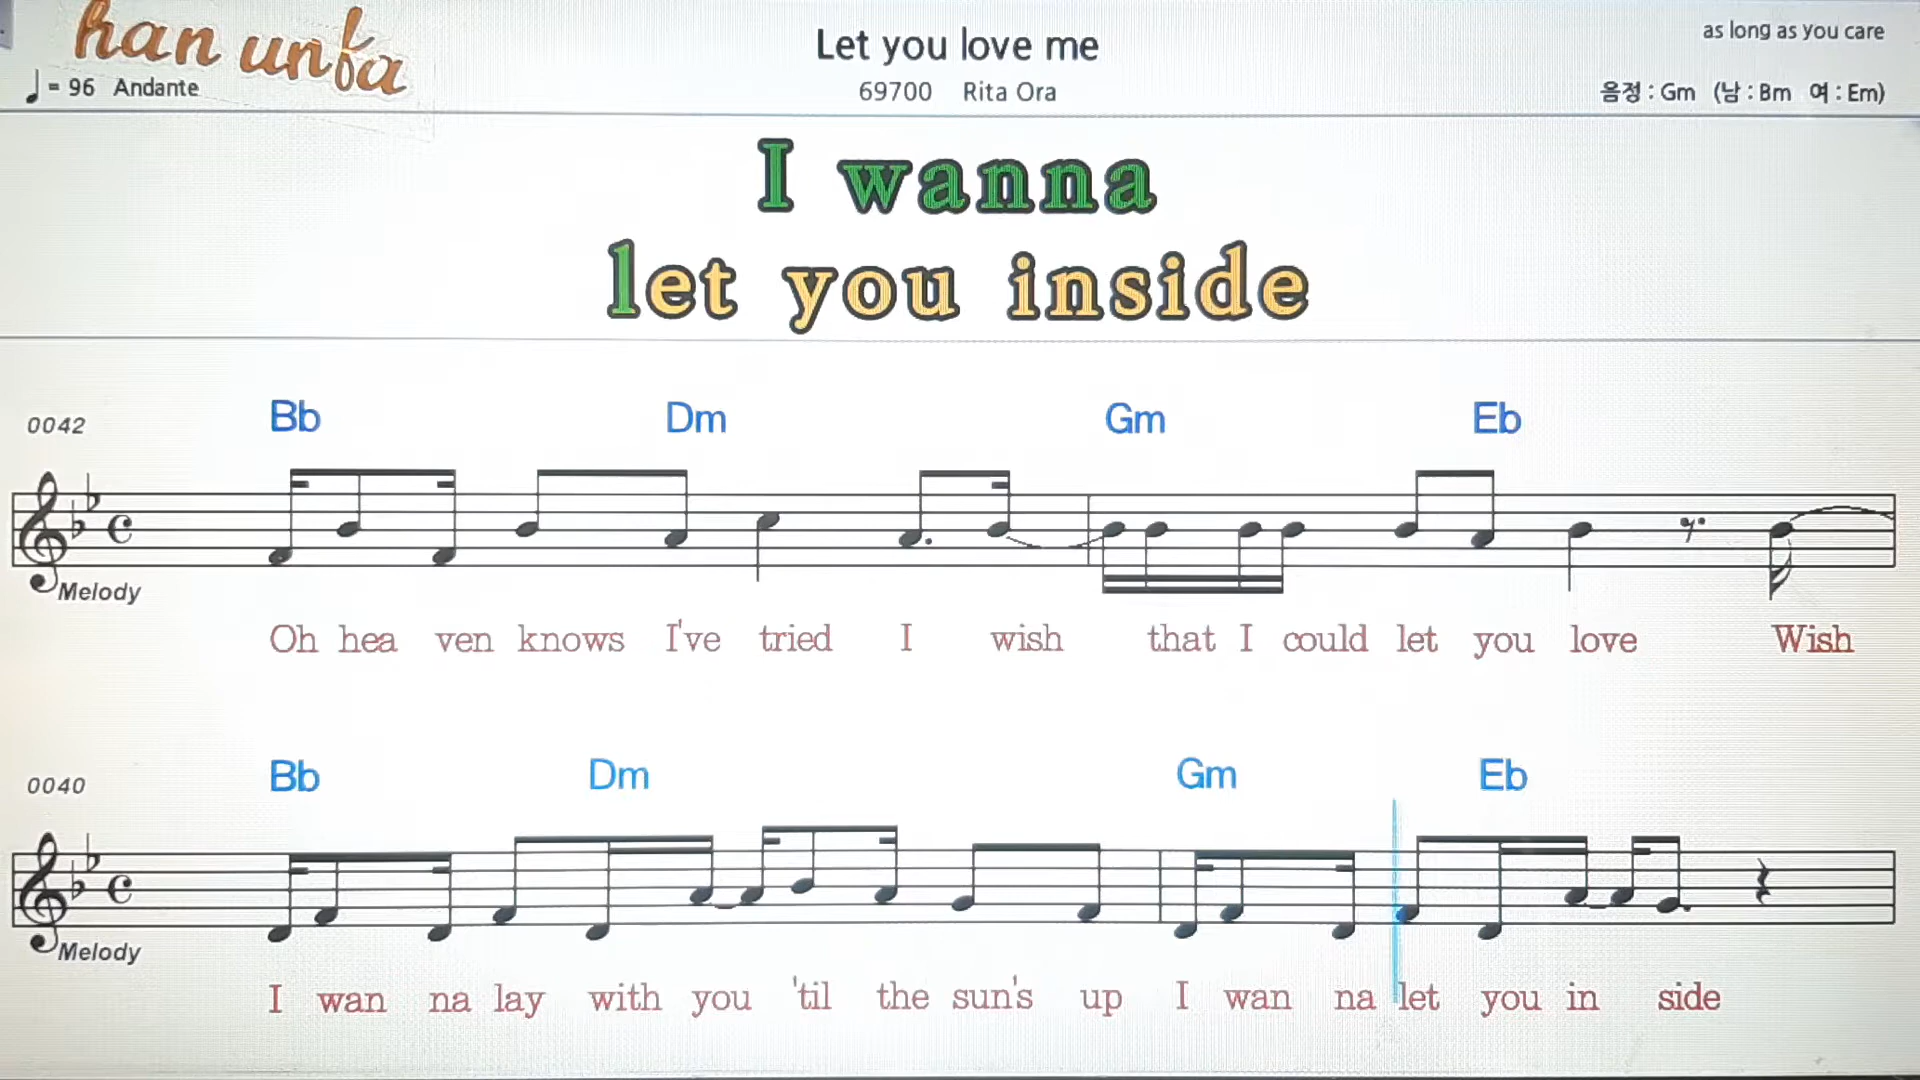 han unfa
Let you love me
as long as you care
♩ = 96 Andante
69700 Rita Ora
음정 : Gm (남 : Bm 여 : Em)
I wanna
let you inside
0042
Bb Dm Gm Eb
Melody
Oh hea ven knows I've tried I wish that I could let you love Wish
0040
Bb Dm Gm Eb
Melody
I wan na lay with you 'til the sun's up I wan na let you in side